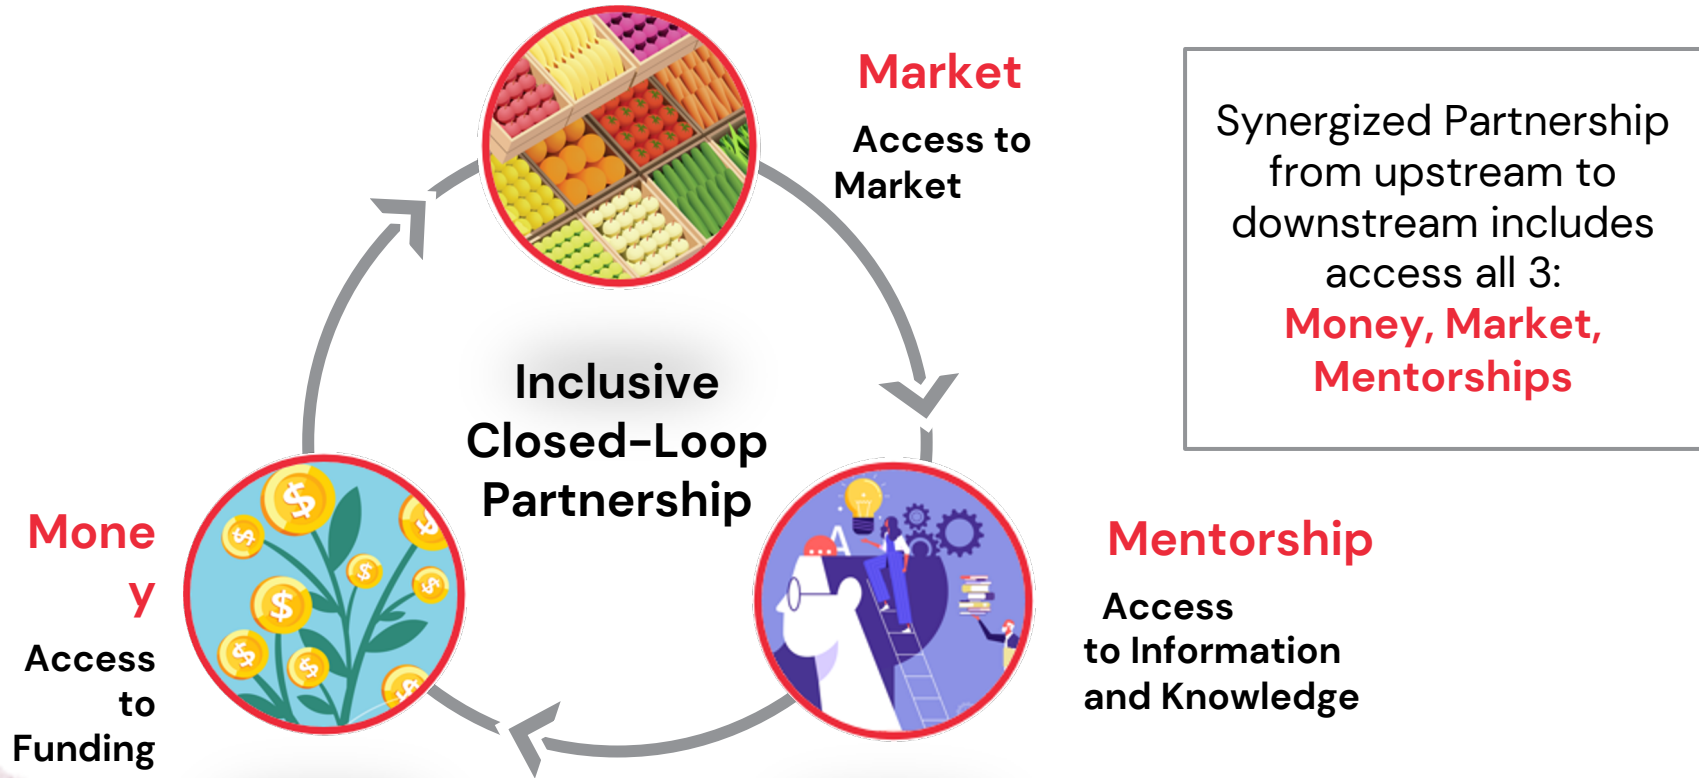 Market
Access to
Market
Synergized Partnership
from upstream to
downstream includes
access all 3:
Money, Market,
Mentorships
Inclusive
Closed-Loop
Partnership
Mone
y
Access
to
Funding
Mentorship
Access
to Information
and Knowledge
$
$
$
$
$
$
$
$
$
A